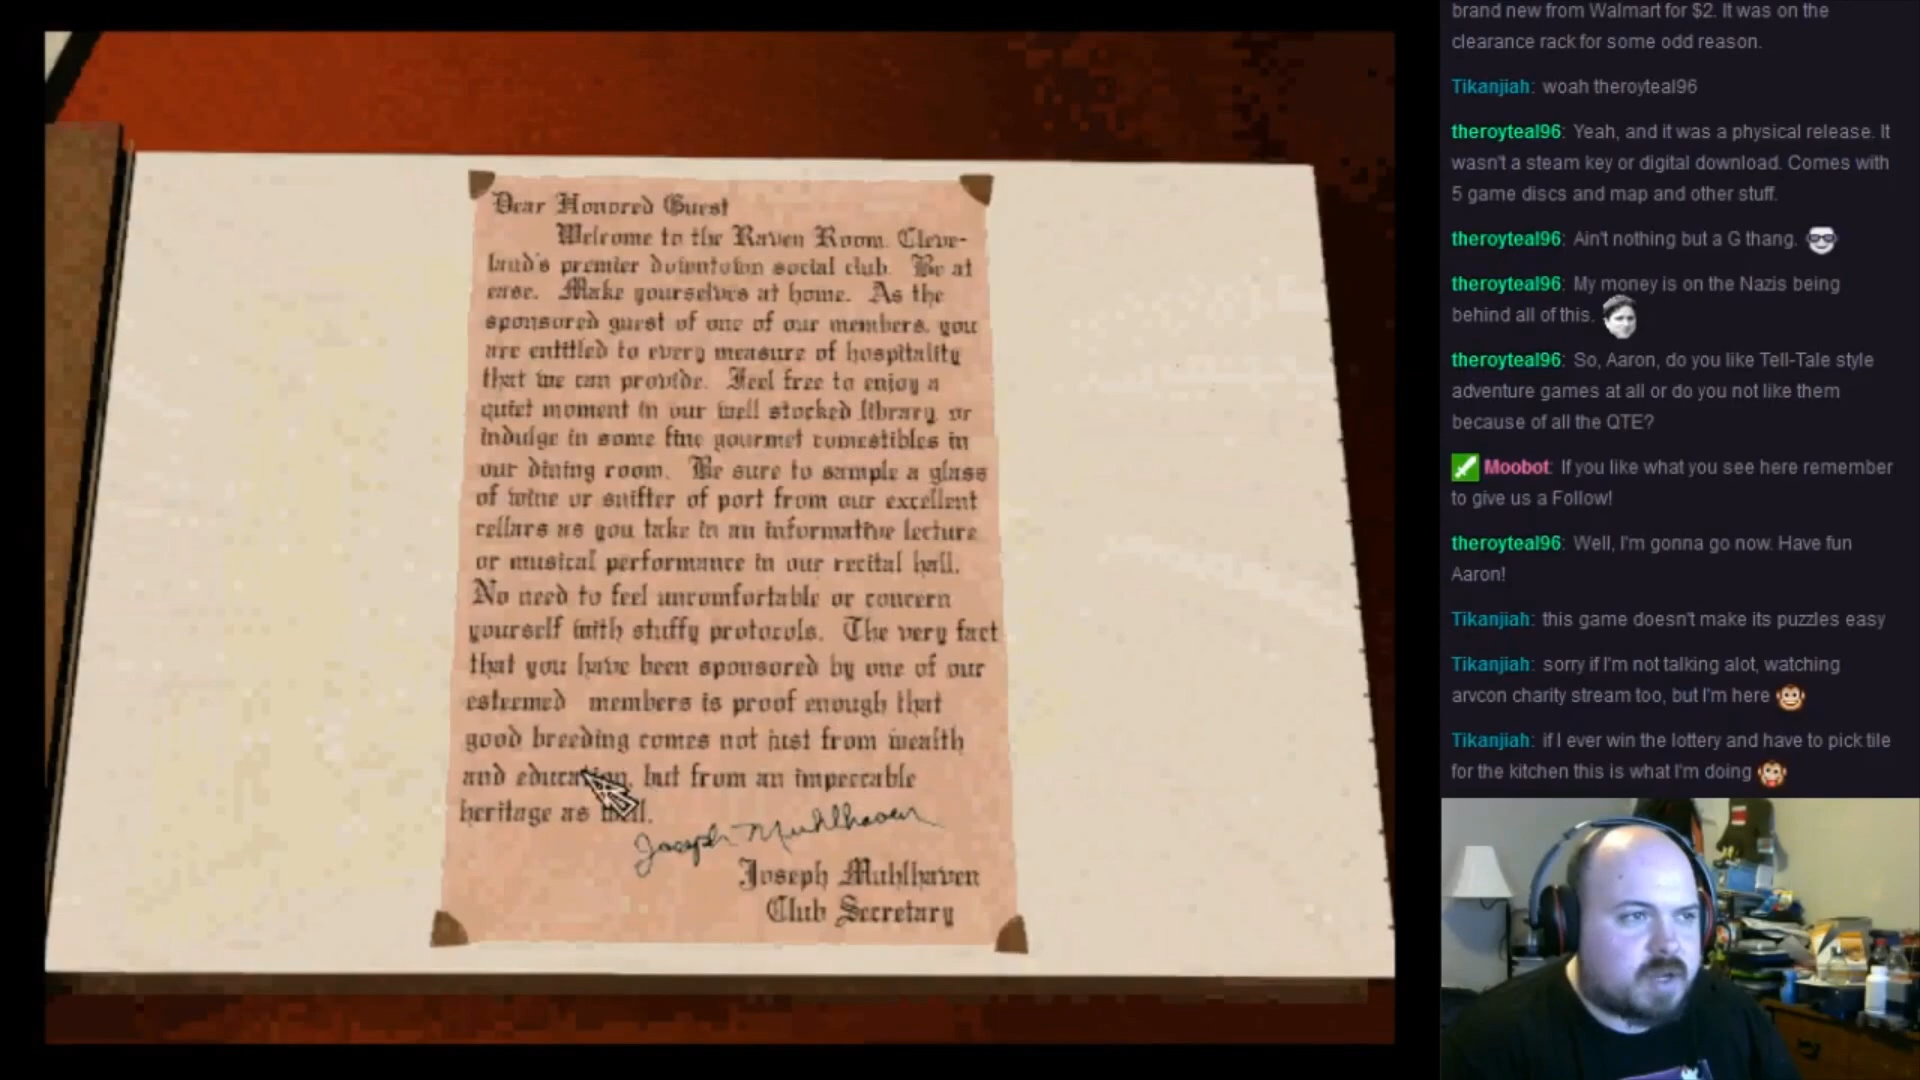 Dear Honored Guest
Welcome to the Raven Room. Cleve-
land's premier downtown social club. Be at
ease. Make yourselves at home. As the
sponsored guest of one of our members, you
are entitled to every measure of hospitality
that we can provide. Feel free to enjoy a
quiet moment in our well stocked library, or
indulge in some fine gourmet comestibles in
our dining room. Be sure to sample a glass
of wine or snifter of port from our excellent
cellars as you take in an informative lecture
or musical performance in our recital hall.
No need to feel uncomfortable or concern
yourself with stuffy protocols. The very fact
that you have been sponsored by one of our
esteemed members is proof enough that
good breeding comes not just from wealth
and education, but from an impeccable
heritage as well.
Joseph Muhlhaven
Joseph Muhlhaven
Club Secretary
brand new from Walmart for $2. It was on the
clearance rack for some odd reason.
Tikanjiah: woah theroyteal96
theroyteal96: Yeah, and it was a physical release. It
wasn't a steam key or digital download. Comes with
5 game discs and map and other stuff.
theroyteal96: Ain't nothing but a G thang.
theroyteal96: My money is on the Nazis being
behind all of this.
theroyteal96: So, Aaron, do you like Tell-Tale style
adventure games at all or do you not like them
because of all the QTE?
Moobot: If you like what you see here remember
to give us a Follow!
theroyteal96: Well, I'm gonna go now. Have fun
Aaron!
Tikanjiah: this game doesn't make its puzzles easy
Tikanjiah: sorry if I'm not talking alot, watching
arvcon charity stream too, but I'm here
Tikanjiah: if I ever win the lottery and have to pick tile
for the kitchen this is what I'm doing